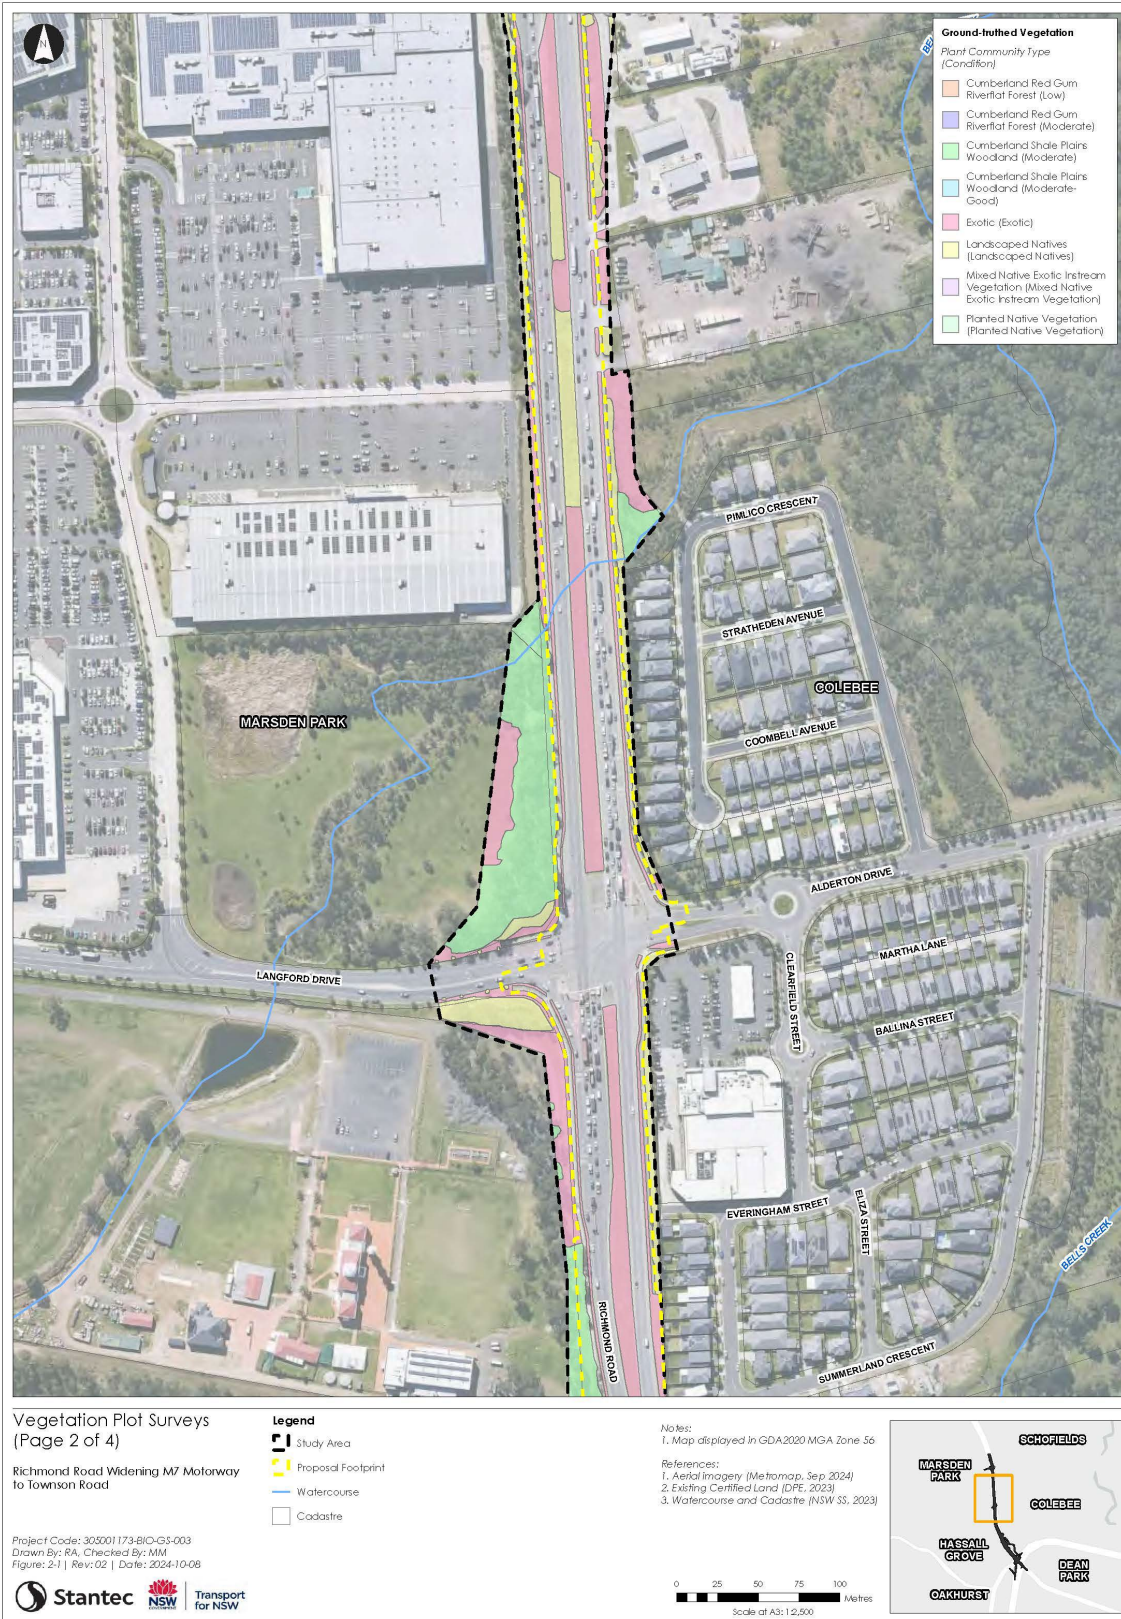 Ground-truthed Vegetation
Plant Community Type
(Condition)
Cumberland Red Gum
Riverflat Forest (Low)
Cumberland Red Gum
Riverflat Forest (Moderate)
Cumberland Shale Plains
Woodland (Moderate)
Cumberland Shale Plains
Woodland (Moderate-
Good)
Exotic (Exotic)
Landscaped Natives
(Landscaped Natives)
Mixed Native Exotic Instream
Vegetation (Mixed Native
Exotic Instream Vegetation)
Planted Native Vegetation
(Planted Native Vegetation)
N
PIMLICO CRESCENT
STRATHEDEN AVENUE
COLEBEE
MARSDEN PARK
COOMBELL AVENUE
ALDERTON DRIVE
MARTHA LANE
LANGFORD DRIVE
CLEARFIELD STREET
BALLINA STREET
EVERINGHAM STREET
ELIZA STREET
BELLS CREEK
RICHMOND ROAD
SUMMERLAND CRESCENT
Vegetation Plot Surveys
(Page 2 of 4)
Richmond Road Widening M7 Motorway
to Townson Road
Project Code: 305001173-BIO-GS-003
Drawn By: RA, Checked By: MM
Figure: 2-1 | Rev: 02 | Date: 2024-10-08
Stantec
NSW
GOVERNMENT
Transport
for NSW
Legend
Study Area
Proposal Footprint
Watercourse
Cadastre
Notes:
1. Map displayed in GDA2020 MGA Zone 56
References:
1. Aerial imagery (Metromap, Sep 2024)
2. Existing Certified Land (DPE, 2023)
3. Watercourse and Cadastre (NSW SS, 2023)
0 25 50 75 100
Metres
Scale at A3: 1:2,500
SCHOFIELDS
MARSDEN
PARK
COLEBEE
HASSALL
GROVE
DEAN
PARK
OAKHURST